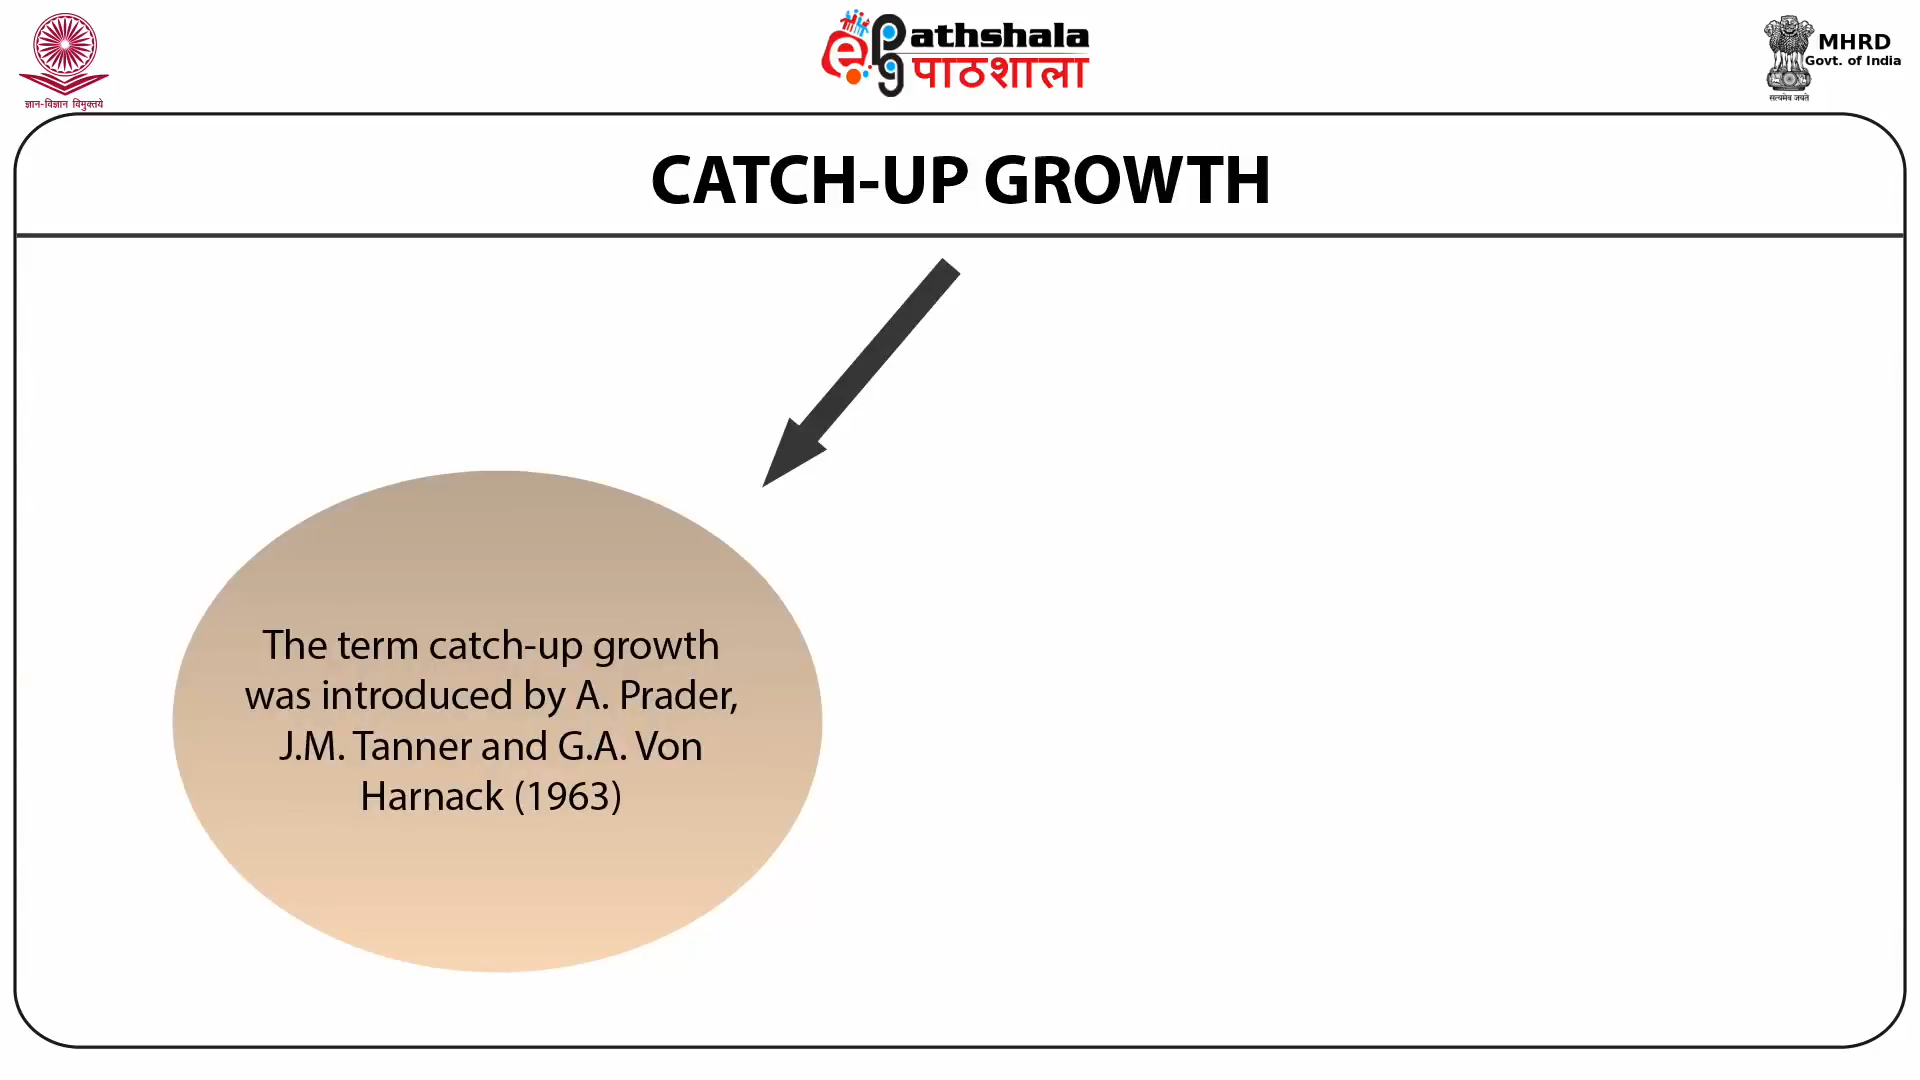 ज्ञान-विज्ञान विमुक्तये
ePathshala
पाठशाला
MHRD
Govt. of India
सत्यमेव जयते
CATCH-UP GROWTH
The term catch-up growth
was introduced by A. Prader,
J.M. Tanner and G.A. Von
Harnack (1963)